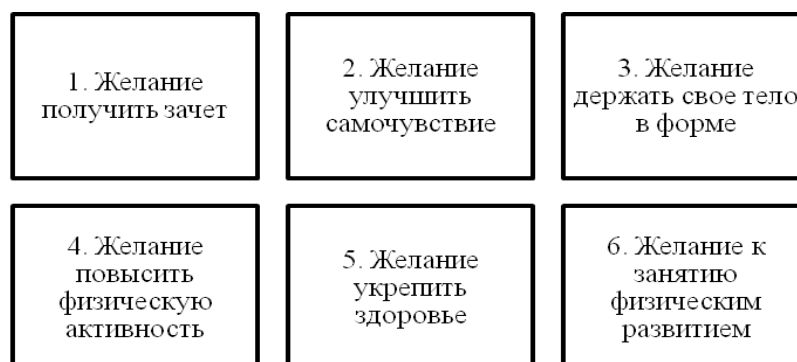 1. Желание
получить зачет
2. Желание
улучшить
самочувствие
3. Желание
держать свое тело
в форме
4. Желание
повысить
физическую
активность
5. Желание
укрепить
здоровье
6. Желание к
занятию
физическим
развитием